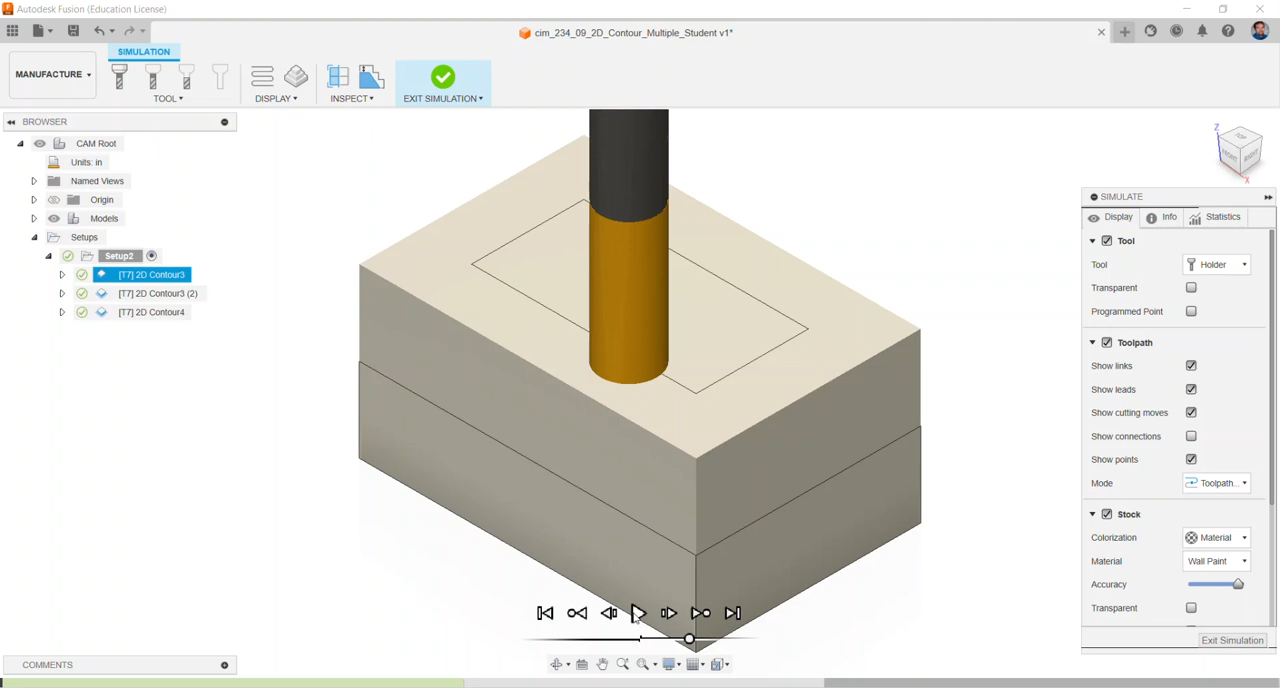 Autodesk Fusion (Education License)
cim_234_09_2D_Contour_Multiple_Student v1*
MANUFACTURE
SIMULATION
TOOL
DISPLAY
INSPECT
EXIT SIMULATION
BROWSER
CAM Root
Units: in
Named Views
Origin
Models
Setups
Setup2
[T7] 2D Contour3
[T7] 2D Contour3 (2)
[T7] 2D Contour4
Z
TOP
FRONT
RIGHT
X
SIMULATE
Display
Info
Statistics
Tool
Tool Holder
Transparent
Programmed Point
Toolpath
Show links
Show leads
Show cutting moves
Show connections
Show points
Mode Toolpath...
Stock
Colorization Material
Material Wall Paint
Accuracy
Transparent
Exit Simulation
COMMENTS